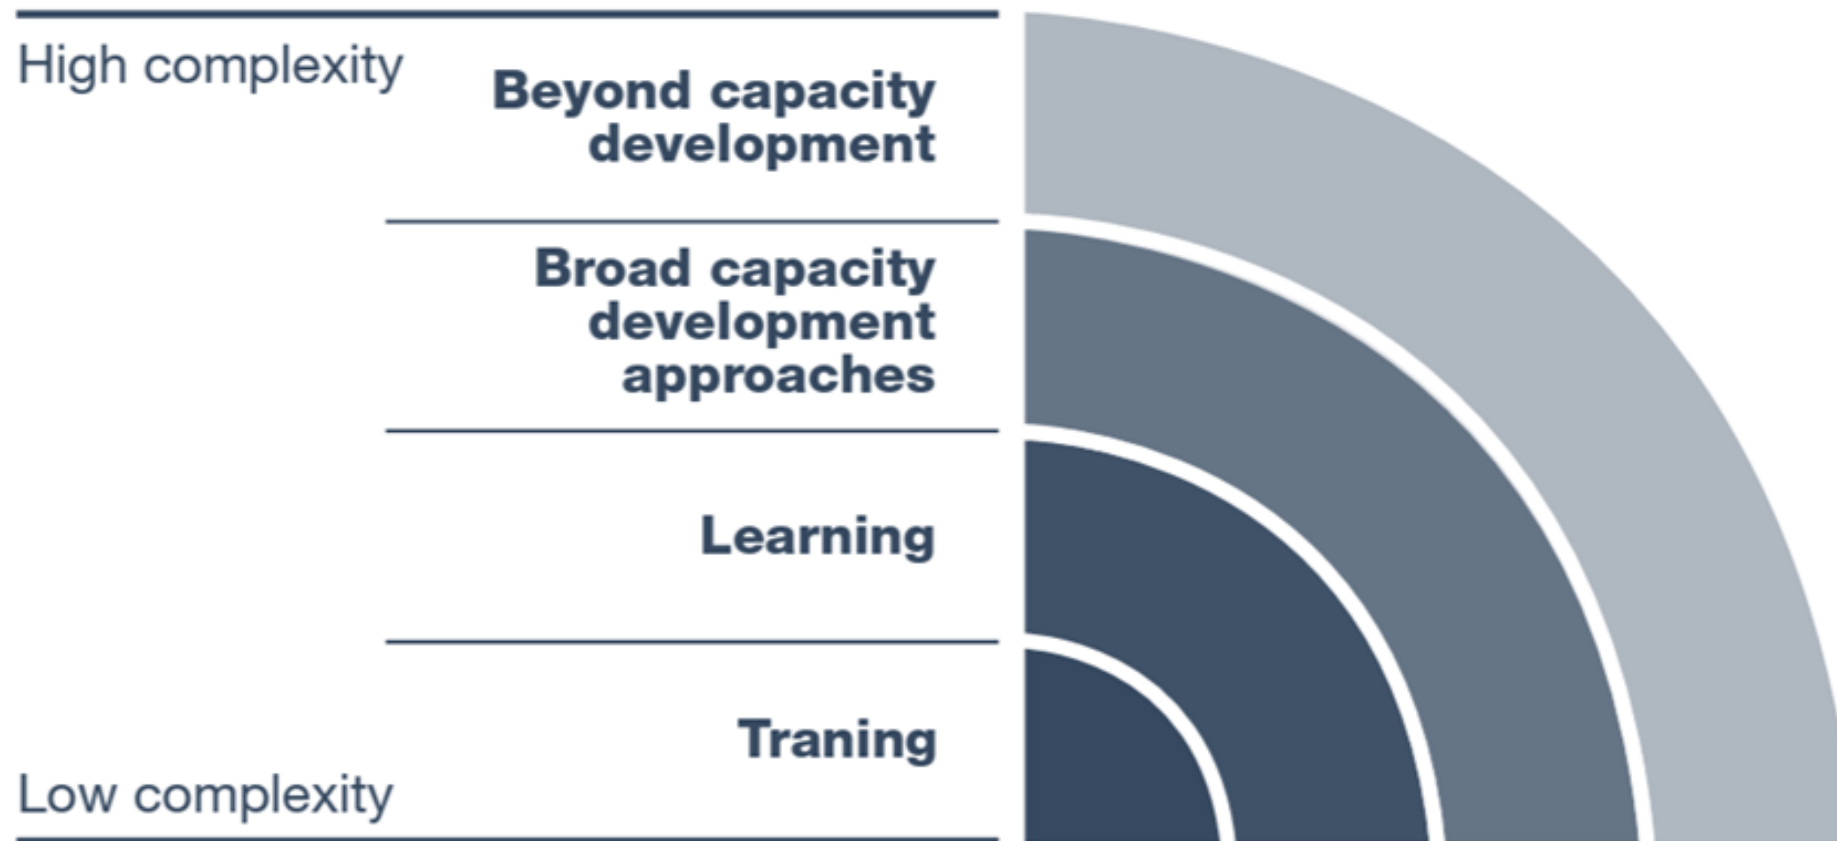 High complexity
Beyond capacity
development
Broad capacity
development
approaches
Learning
Traning
Low complexity